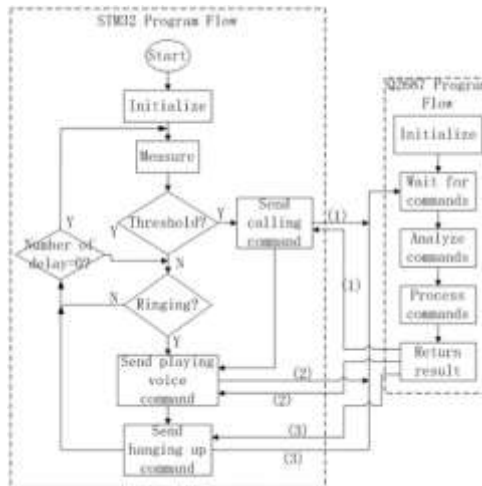 STM32 Program Flow
Start
Initialize
Measure
Threshold?
Y
Y
N
Send
calling
command
(1)
Y
Number of
delay=0?
N
Ringing?
Y
Send playing
voice
command
(2)
(2)
Send
hanging up
command
(3)
(3)
(1)
Q2687 Program
Flow
Initialize
Wait for
commands
Analyze
commands
Process
commands
Return
result